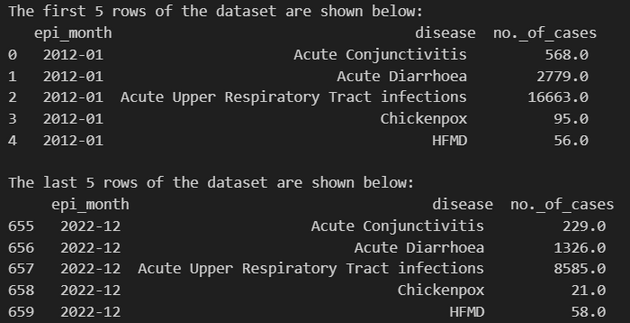 The first 5 rows of the dataset are shown below:
epi_month disease no._of_cases
0 2012-01 Acute Conjunctivitis 568.0
1 2012-01 Acute Diarrhoea 2779.0
2 2012-01 Acute Upper Respiratory Tract infections 16663.0
3 2012-01 Chickenpox 95.0
4 2012-01 HFMD 56.0
The last 5 rows of the dataset are shown below:
epi_month disease no._of_cases
655 2022-12 Acute Conjunctivitis 229.0
656 2022-12 Acute Diarrhoea 1326.0
657 2022-12 Acute Upper Respiratory Tract infections 8585.0
658 2022-12 Chickenpox 21.0
659 2022-12 HFMD 58.0